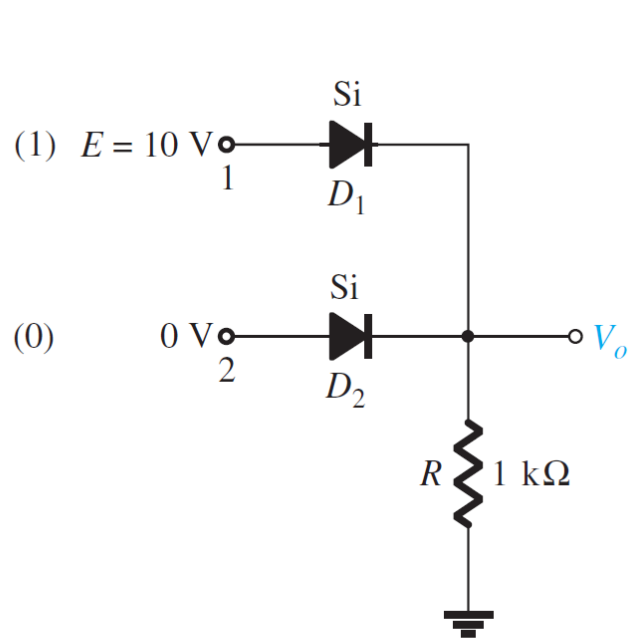 Si
(1) E = 10 V
1
D₁
Si
(0) 0 V
2
D₂
Vₒ
R 1 kΩ